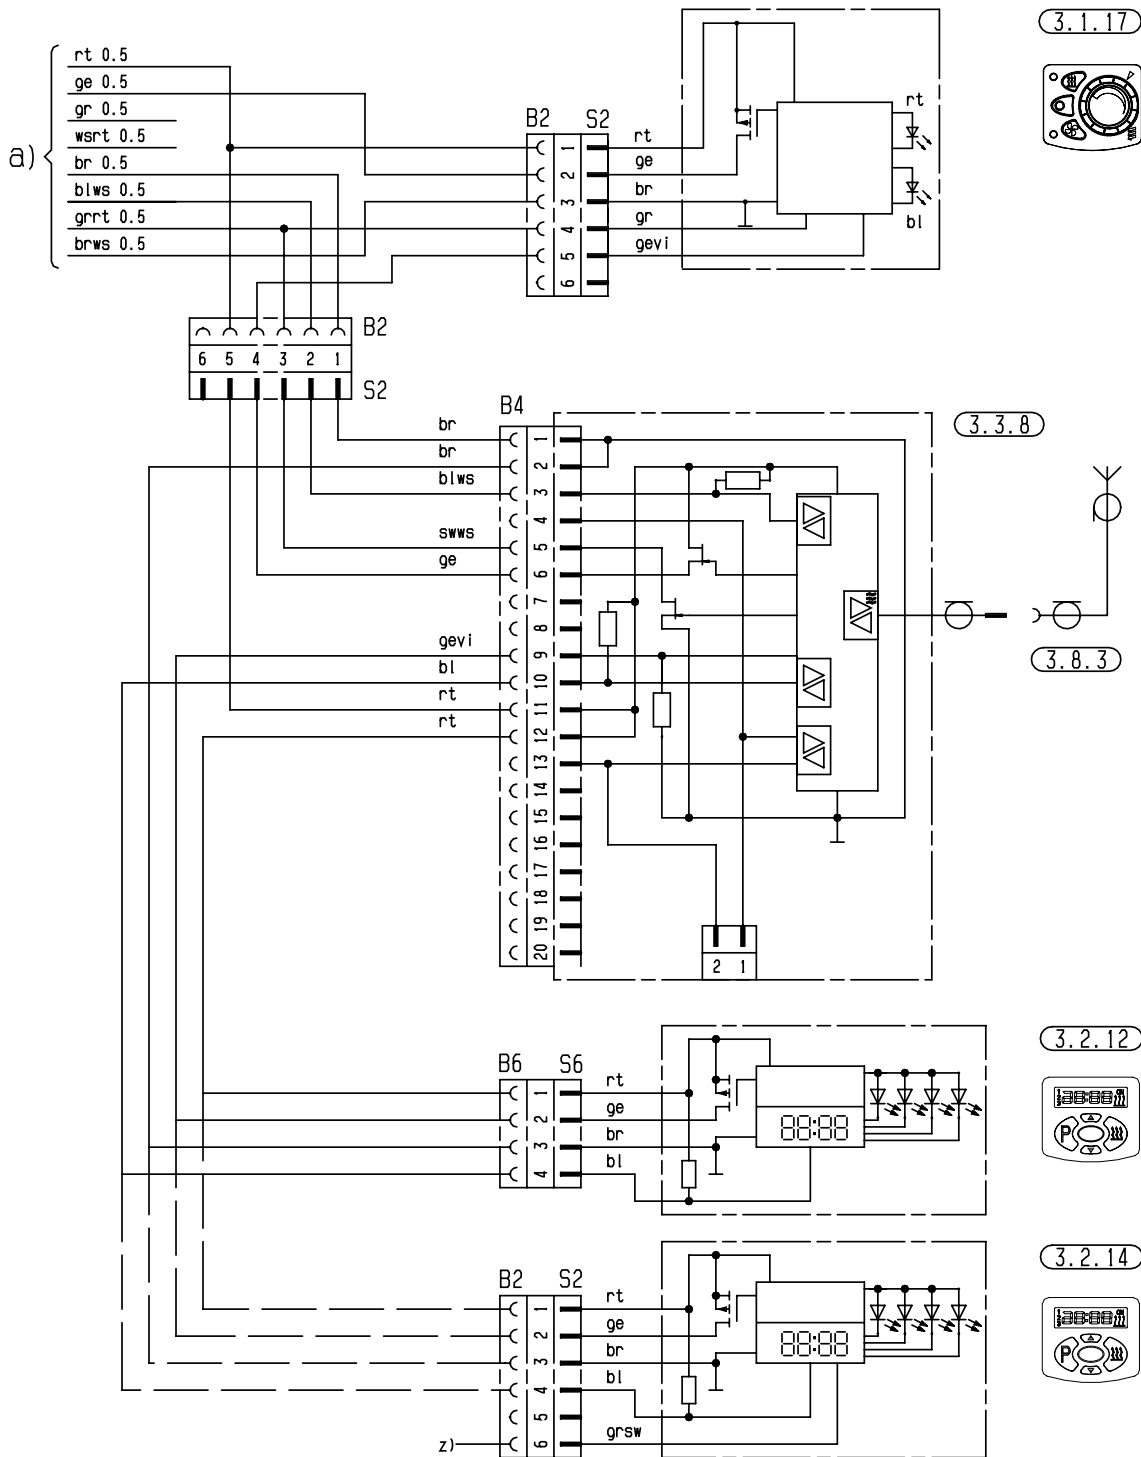 3.1.17
a)
rt 0.5
ge 0.5
gr 0.5
wsrt 0.5
br 0.5
blws 0.5
grrt 0.5
brws 0.5
B2 S2
1
2
3
4
5
6
rt
ge
br
gr
gevi
rt
bl
B2
6 5 4 3 2 1
S2
B4
br
br
blws
swws
ge
gevi
bl
rt
rt
1
2
3
4
5
6
7
8
9
10
11
12
13
14
15
16
17
18
19
20
2 1
3.3.8
3.8.3
B6 S6
1
2
3
4
rt
ge
br
bl
88:88
3.2.12
88:88
P
B2 S2
1
2
3
4
5
6
rt
ge
br
bl
grsw
z)
88:88
3.2.14
88:88
P